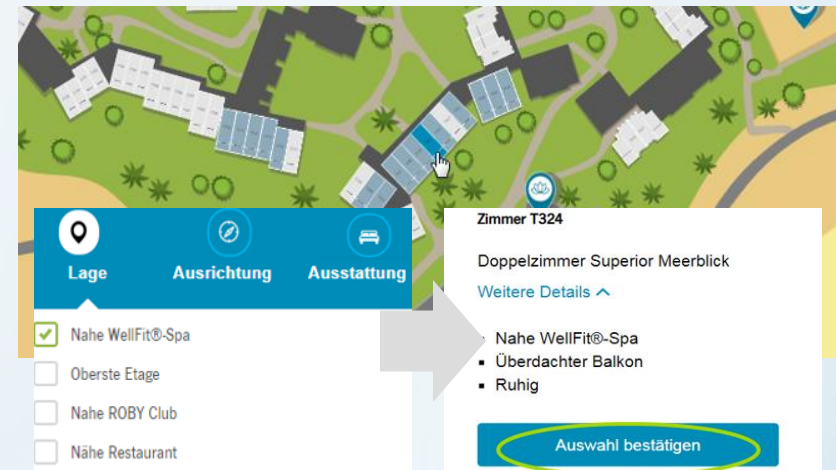 Lage
Ausrichtung
Ausstattung
Nahe WellFit®-Spa
Oberste Etage
Nahe ROBY Club
Nähe Restaurant
Zimmer T324
Doppelzimmer Superior Meerblick
Weitere Details
Nahe WellFit®-Spa
Überdachter Balkon
Ruhig
Auswahl bestätigen